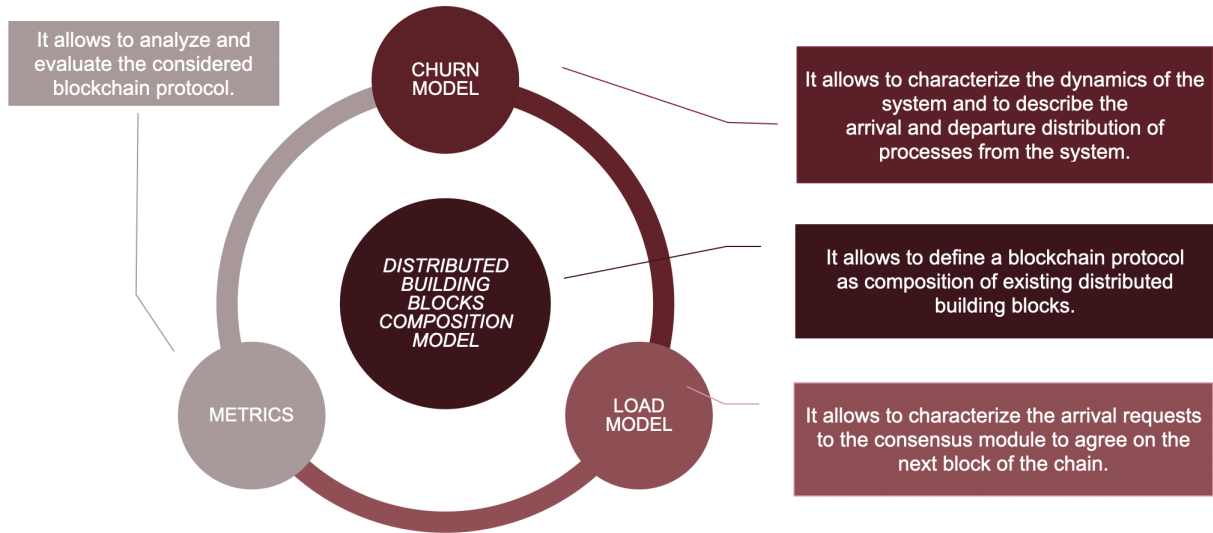 It allows to analyze and
evaluate the considered
blockchain protocol.
CHURN
MODEL
It allows to characterize the dynamics of the
system and to describe the
arrival and departure distribution of
processes from the system.
DISTRIBUTED
BUILDING
BLOCKS
COMPOSITION
MODEL
It allows to define a blockchain protocol
as composition of existing distributed
building blocks.
METRICS
LOAD
MODEL
It allows to characterize the arrival requests
to the consensus module to agree on the
next block of the chain.